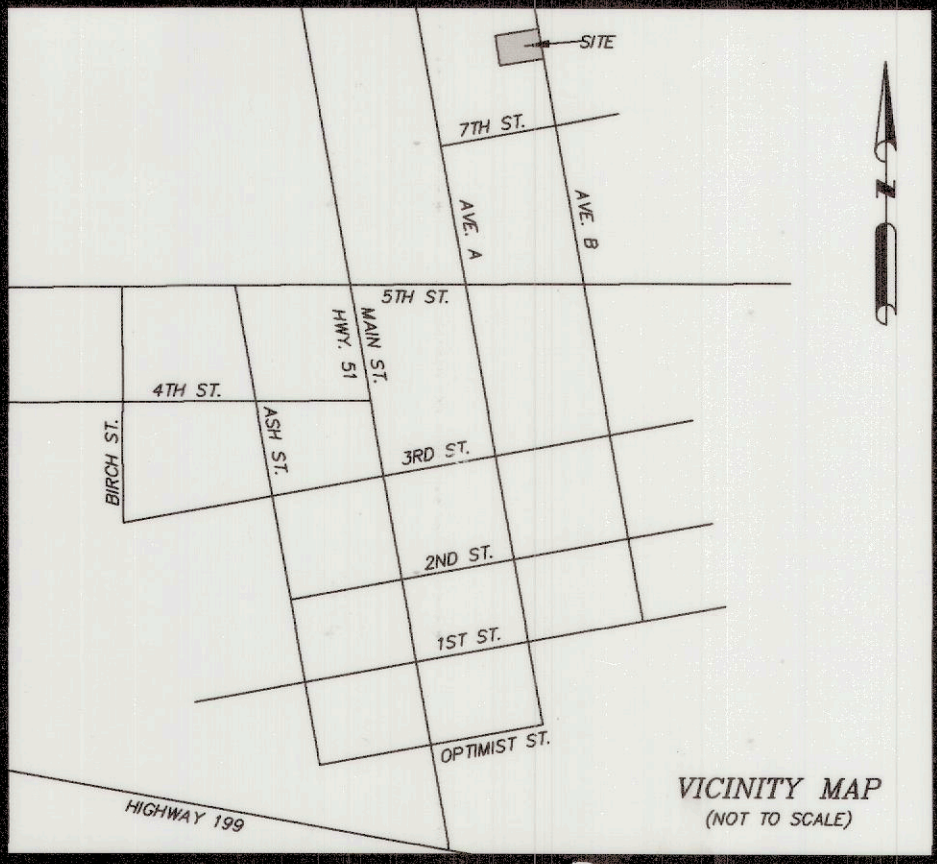 SITE
7TH ST.
AVE. A
AVE. B
N
5TH ST.
MAIN ST.
HWY. 51
4TH ST.
BIRCH ST.
ASH ST.
3RD ST.
2ND ST.
1ST ST.
OPTIMIST ST.
HIGHWAY 199
VICINITY MAP
(NOT TO SCALE)